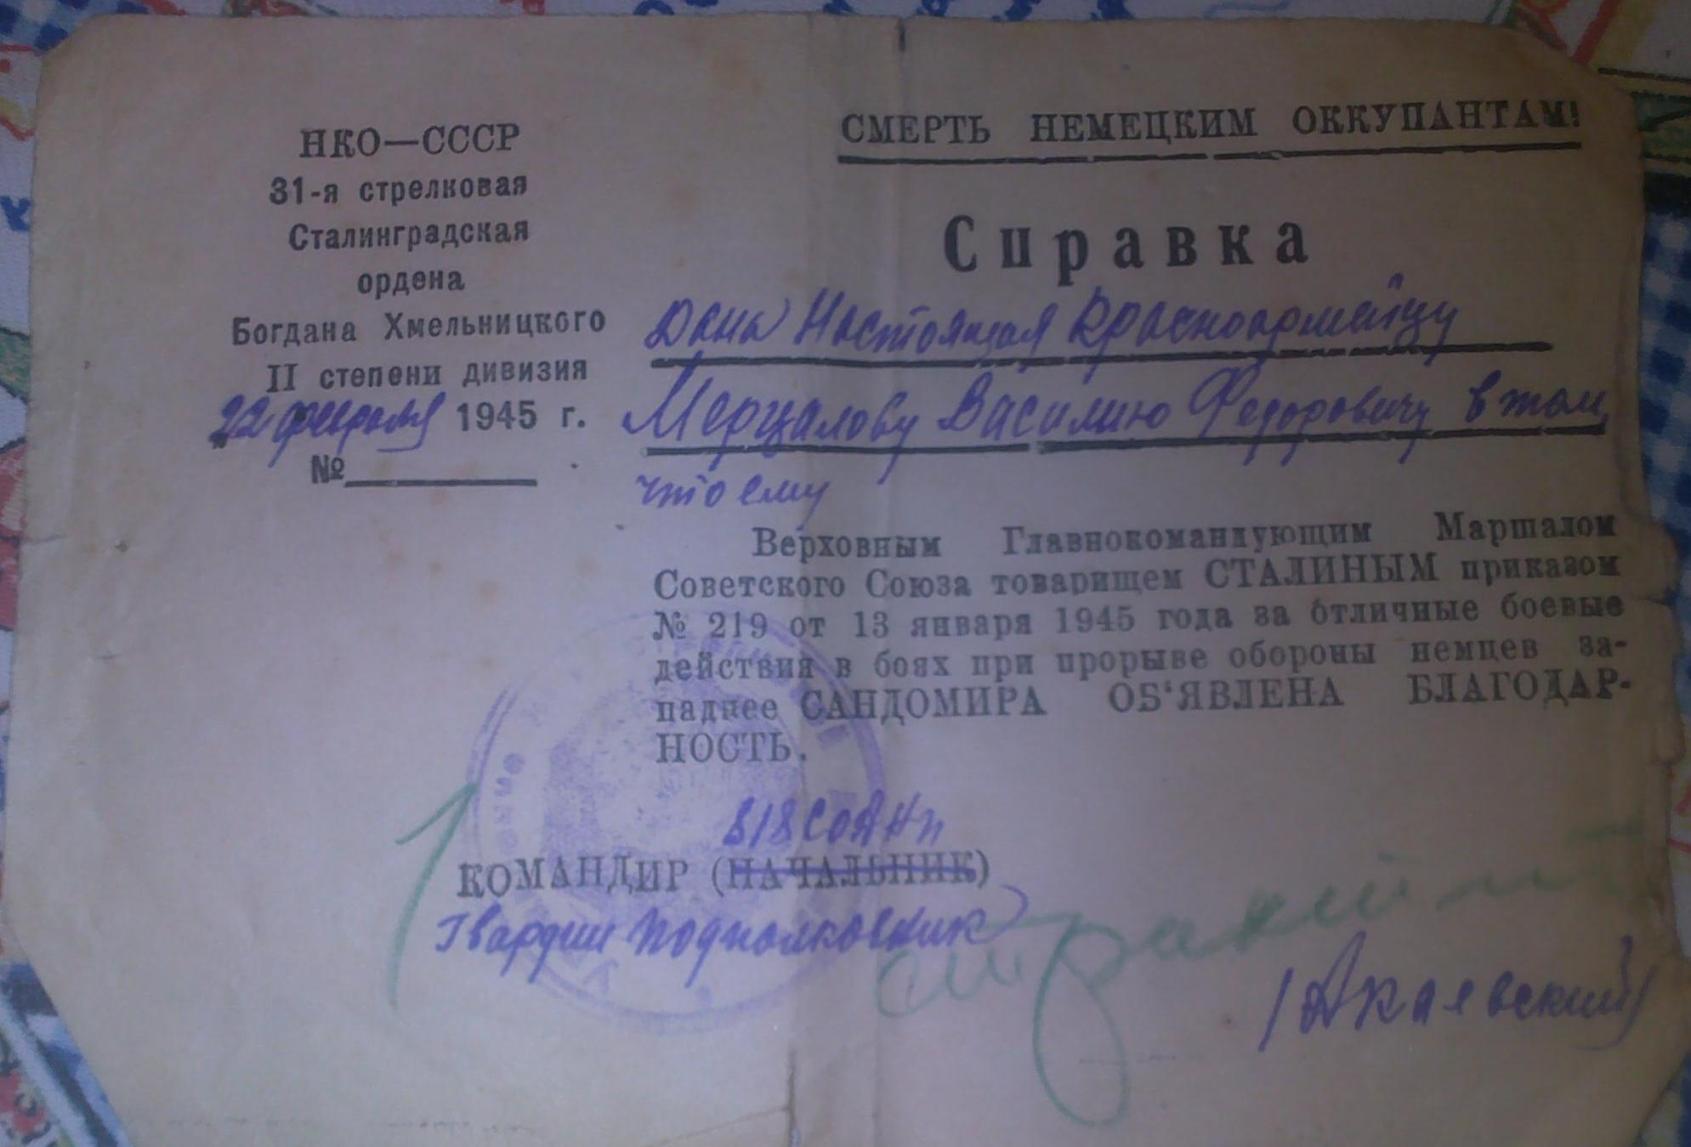 НКО—СССР
31-я стрелковая
Сталинградская
ордена
Богдана Хмельницкого
II степени дивизия
22 февраля 1945 г.
№
СМЕРТЬ НЕМЕЦКИМ ОККУПАНТАМ!
Справка
Дана Настоящая Красноармейцу
Мерцалову Василию Федоровичу в том,
что ему
Верховным Главнокомандующим Маршалом
Советского Союза товарищем СТАЛИНЫМ приказом
№ 219 от 13 января 1945 года за отличные боевые
действия в боях при прорыве обороны немцев за-
паднее САНДОМИРА ОБ‘ЯВЛЕНА БЛАГОДАР-
НОСТЬ.
818
КОМАНДИР (НАЧАЛЬНИК)
Гвардии подполковник